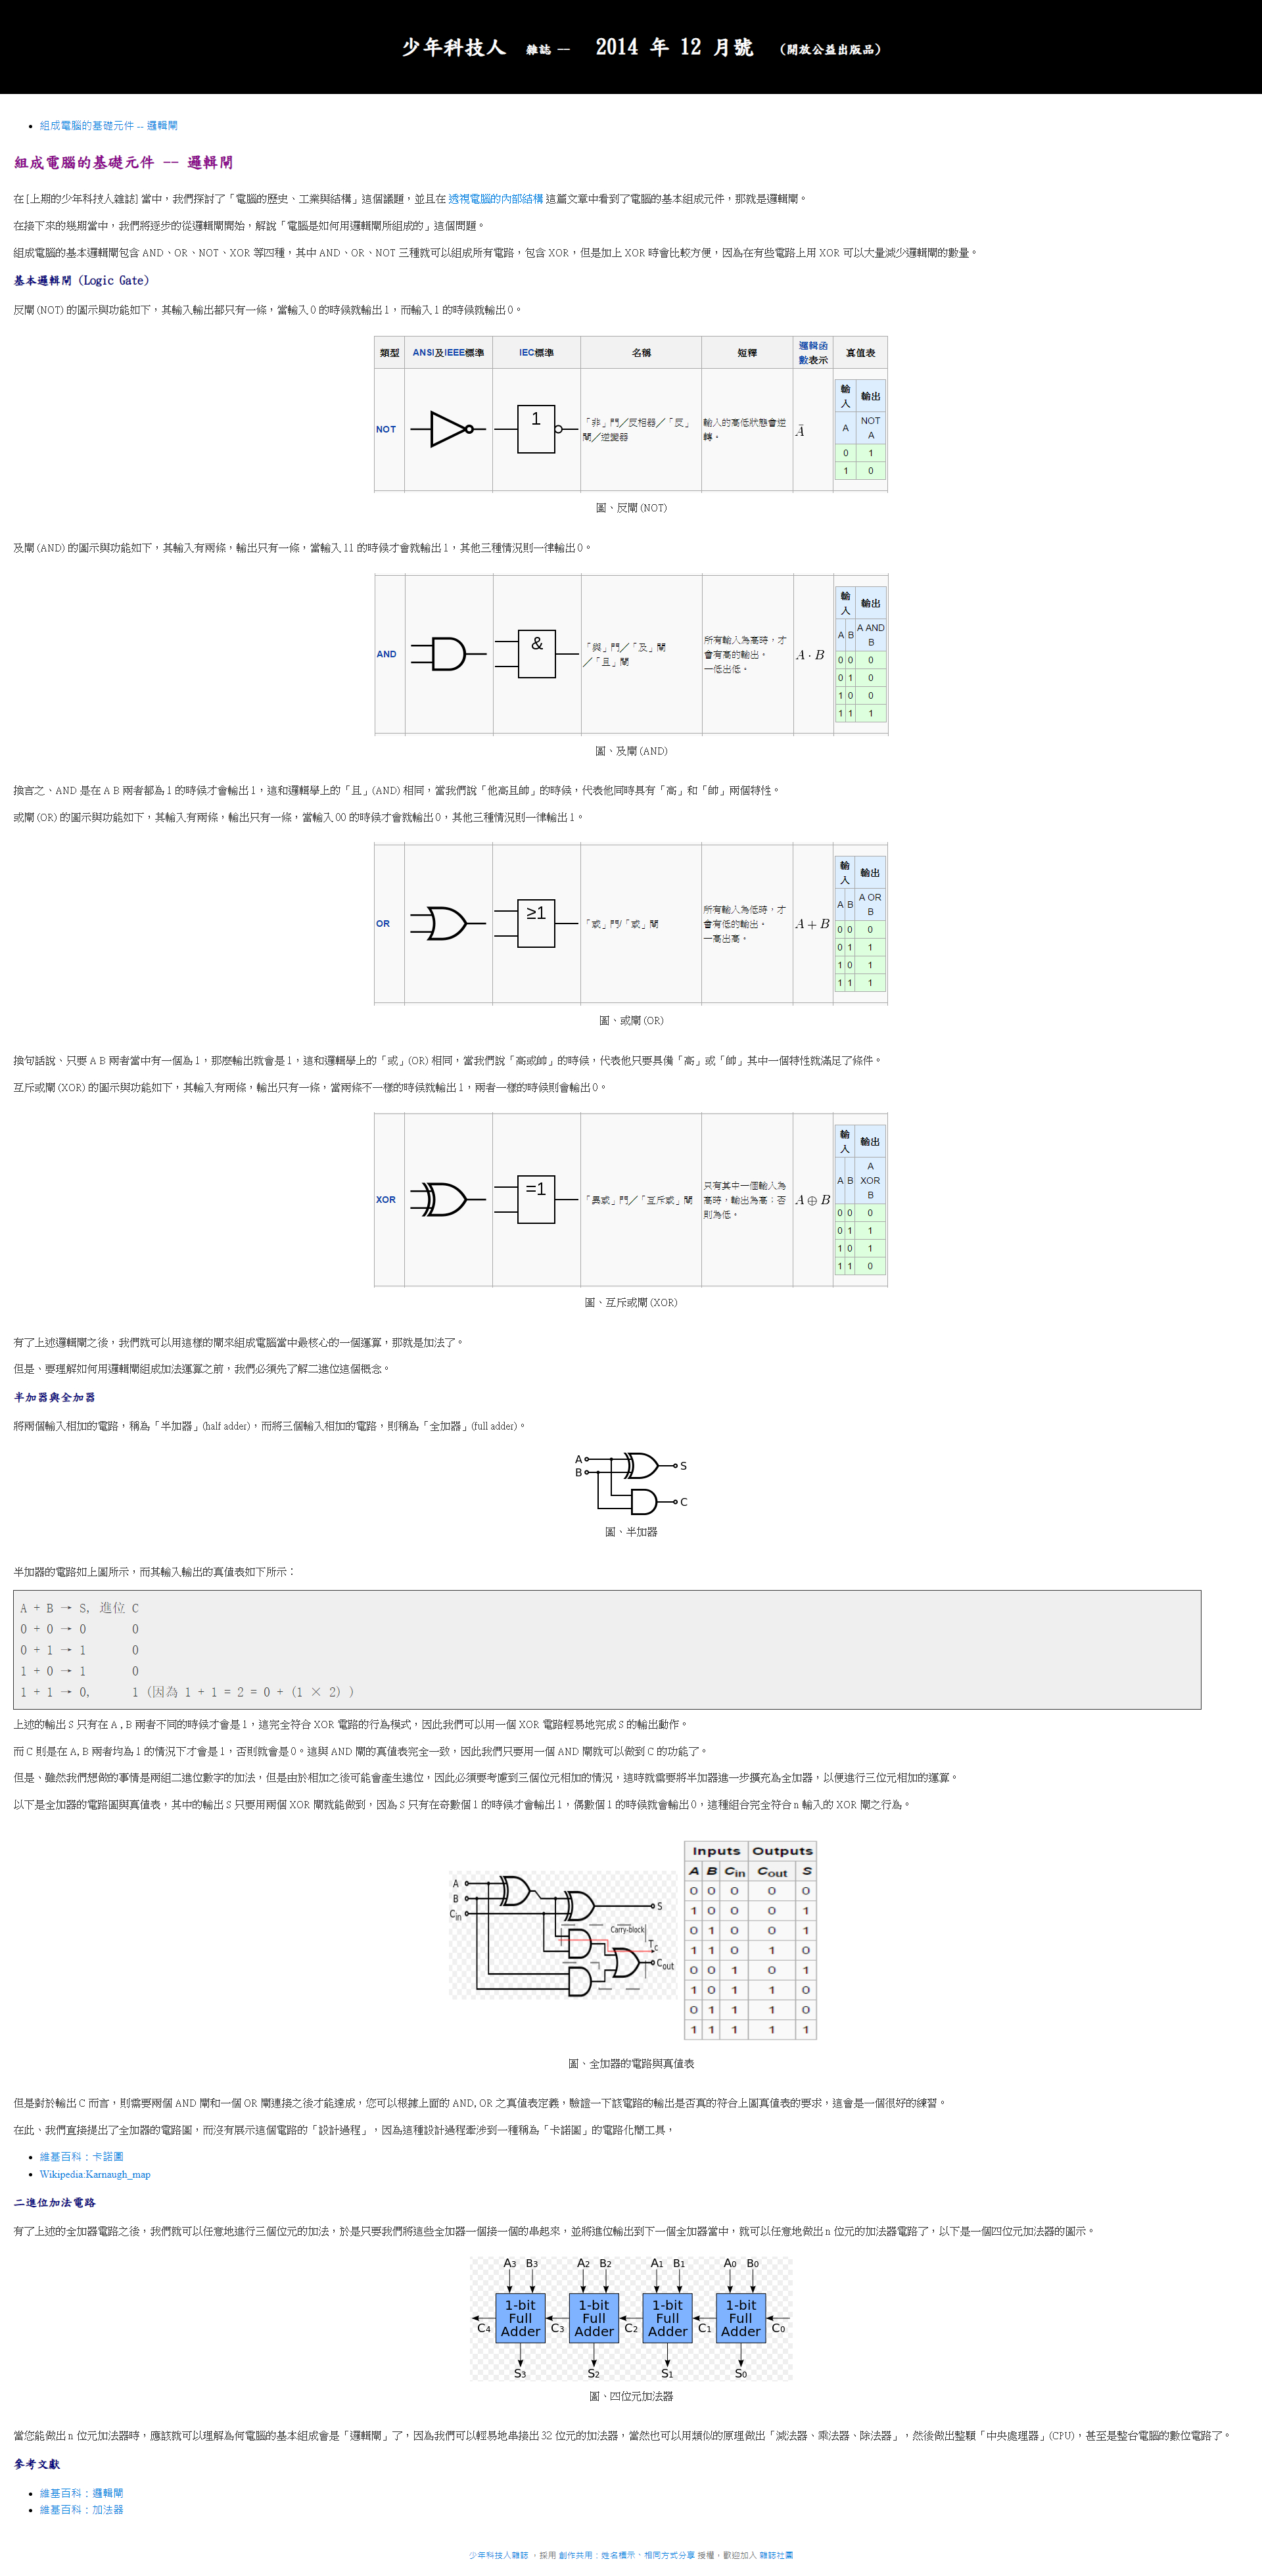 少年科技人 雜誌 -- 2014 年 12 月號 (開放公益出版品)
組成電腦的基礎元件 -- 邏輯閘
組成電腦的基礎元件 -- 邏輯閘
在 [上期的少年科技人雜誌] 當中，我們探討了「電腦的歷史、工業與結構」這個議題，並且在 透視電腦的內部結構 這篇文章中看到了電腦的基本組成元件，那就是邏輯閘。
在接下來的幾期當中，我們將逐步的從邏輯閘開始，解說「電腦是如何用邏輯閘所組成的」這個問題。
組成電腦的基本邏輯閘包含 AND、OR、NOT、XOR 等四種，其中 AND、OR、NOT 三種就可以組成所有電路，包含 XOR，但是加上 XOR 時會比較方便，因為在有些電路上用 XOR 可以大量減少邏輯閘的數量。
基本邏輯閘 (Logic Gate)
反閘 (NOT) 的圖示與功能如下，其輸入輸出都只有一條，當輸入 0 的時候就輸出 1，而輸入 1 的時候就輸出 0。
類型 ANSI及IEEE標準 IEC標準 名稱 短釋 邏輯函數表示 真值表
NOT 1 「非」門╱反相器╱「反」閘╱逆變器 輸入的高低狀態會逆轉。 Ā
輸入 輸出
A NOT A
0 1
1 0
圖、反閘 (NOT)
及閘 (AND) 的圖示與功能如下，其輸入有兩條，輸出只有一條，當輸入 11 的時候才會就輸出 1，其他三種情況則一律輸出 0。
AND & 「與」門╱「及」閘╱「且」閘 所有輸入為高時，才會有高的輸出。一低出低。 A · B
輸入 輸出
A B A AND B
0 0 0
0 1 0
1 0 0
1 1 1
圖、及閘 (AND)
換言之、AND 是在 A B 兩者都為 1 的時候才會輸出 1，這和邏輯學上的「且」(AND) 相同，當我們說「他高且帥」的時候，代表他同時具有「高」和「帥」兩個特性。
或閘 (OR) 的圖示與功能如下，其輸入有兩條，輸出只有一條，當輸入 00 的時候才會就輸出 0，其他三種情況則一律輸出 1。
OR ≥1 「或」門/「或」閘 所有輸入為低時，才會有低的輸出。一高出高。 A + B
輸入 輸出
A B A OR B
0 0 0
0 1 1
1 0 1
1 1 1
圖、或閘 (OR)
換句話說、只要 A B 兩者當中有一個為 1，那麼輸出就會是 1，這和邏輯學上的「或」(OR) 相同，當我們說「高或帥」的時候，代表他只要具備「高」或「帥」其中一個特性就滿足了條件。
互斥或閘 (XOR) 的圖示與功能如下，其輸入有兩條，輸出只有一條，當兩條不一樣的時候就輸出 1，兩者一樣的時候則會輸出 0。
XOR =1 「異或」門╱「互斥或」閘 只有其中一個輸入為高時，輸出為高；否則為低。 A ⊕ B
輸入 輸出
A B A XOR B
0 0 0
0 1 1
1 0 1
1 1 0
圖、互斥或閘 (XOR)
有了上述邏輯閘之後，我們就可以用這樣的閘來組成電腦當中最核心的一個運算，那就是加法了。
但是、要理解如何用邏輯閘組成加法運算之前，我們必須先了解二進位這個概念。
半加器與全加器
將兩個輸入相加的電路，稱為「半加器」(half adder)，而將三個輸入相加的電路，則稱為「全加器」(full adder)。
A S
B
C
圖、半加器
半加器的電路如上圖所示，而其輸入輸出的真值表如下所示：
A + B → S, 進位 C
0 + 0 → 0 0
0 + 1 → 1 0
1 + 0 → 1 0
1 + 1 → 0, 1 (因為 1 + 1 = 2 = 0 + (1 × 2) )
上述的輸出 S 只有在 A , B 兩者不同的時候才會是 1，這完全符合 XOR 電路的行為模式，因此我們可以用一個 XOR 電路輕易地完成 S 的輸出動作。
而 C 則是在 A, B 兩者均為 1 的情況下才會是 1，否則就會是 0。這與 AND 閘的真值表完全一致，因此我們只要用一個 AND 閘就可以做到 C 的功能了。
但是、雖然我們想做的事情是兩組二進位數字的加法，但是由於相加之後可能會產生進位，因此必須要考慮到三個位元相加的情況，這時就需要將半加器進一步擴充為全加器，以便進行三位元相加的運算。
以下是全加器的電路圖與真值表，其中的輸出 S 只要用兩個 XOR 閘就能做到，因為 S 只有在奇數個 1 的時候才會輸出 1，偶數個 1 的時候就會輸出 0，這種組合完全符合 n 輸入的 XOR 閘之行為。
A
B
Cin
S
Carry-block
Tc
Cout
Inputs Outputs
A B Cin Cout S
0 0 0 0 0
1 0 0 0 1
0 1 0 0 1
1 1 0 1 0
0 0 1 0 1
1 0 1 1 0
0 1 1 1 0
1 1 1 1 1
圖、全加器的電路與真值表
但是對於輸出 C 而言，則需要兩個 AND 閘和一個 OR 閘連接之後才能達成，您可以根據上面的 AND, OR 之真值表定義，驗證一下該電路的輸出是否真的符合上圖真值表的要求，這會是一個很好的練習。
在此、我們直接提出了全加器的電路圖，而沒有展示這個電路的「設計過程」，因為這種設計過程牽涉到一種稱為「卡諾圖」的電路化簡工具，
維基百科：卡諾圖
Wikipedia:Karnaugh_map
二進位加法電路
有了上述的全加器電路之後，我們就可以任意地進行三個位元的加法，於是只要我們將這些全加器一個接一個的串起來，並將進位輸出到下一個全加器當中，就可以任意地做出 n 位元的加法器電路了，以下是一個四位元加法器的圖示。
A3 B3 A2 B2 A1 B1 A0 B0
1-bit Full Adder 1-bit Full Adder 1-bit Full Adder 1-bit Full Adder
C4 C3 C2 C1 C0
S3 S2 S1 S0
圖、四位元加法器
當您能做出 n 位元加法器時，應該就可以理解為何電腦的基本組成會是「邏輯閘」了，因為我們可以輕易地串接出 32 位元的加法器，當然也可以用類似的原理做出「減法器、乘法器、除法器」，然後做出整顆「中央處理器」(CPU)，甚至是整台電腦的數位電路了。
參考文獻
維基百科：邏輯閘
維基百科：加法器
少年科技人雜誌 ，採用 創作共用：姓名標示、相同方式分享 授權，歡迎加入 雜誌社團